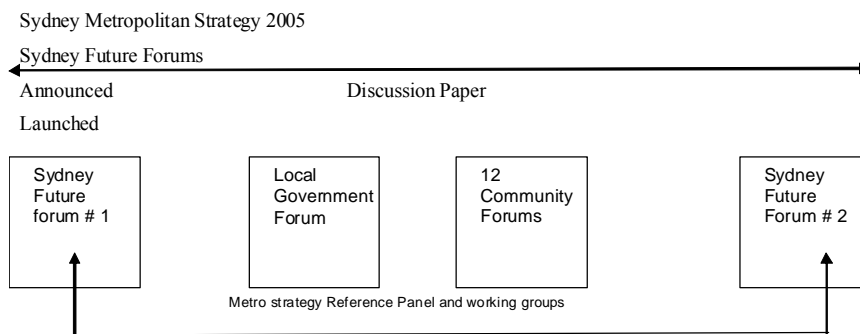 Sydney Metropolitan Strategy 2005
Sydney Future Forums
Announced Discussion Paper
Launched
Sydney
Future
forum # 1
Local
Government
Forum
12
Community
Forums
Sydney
Future
Forum # 2
Metro strategy Reference Panel and working groups